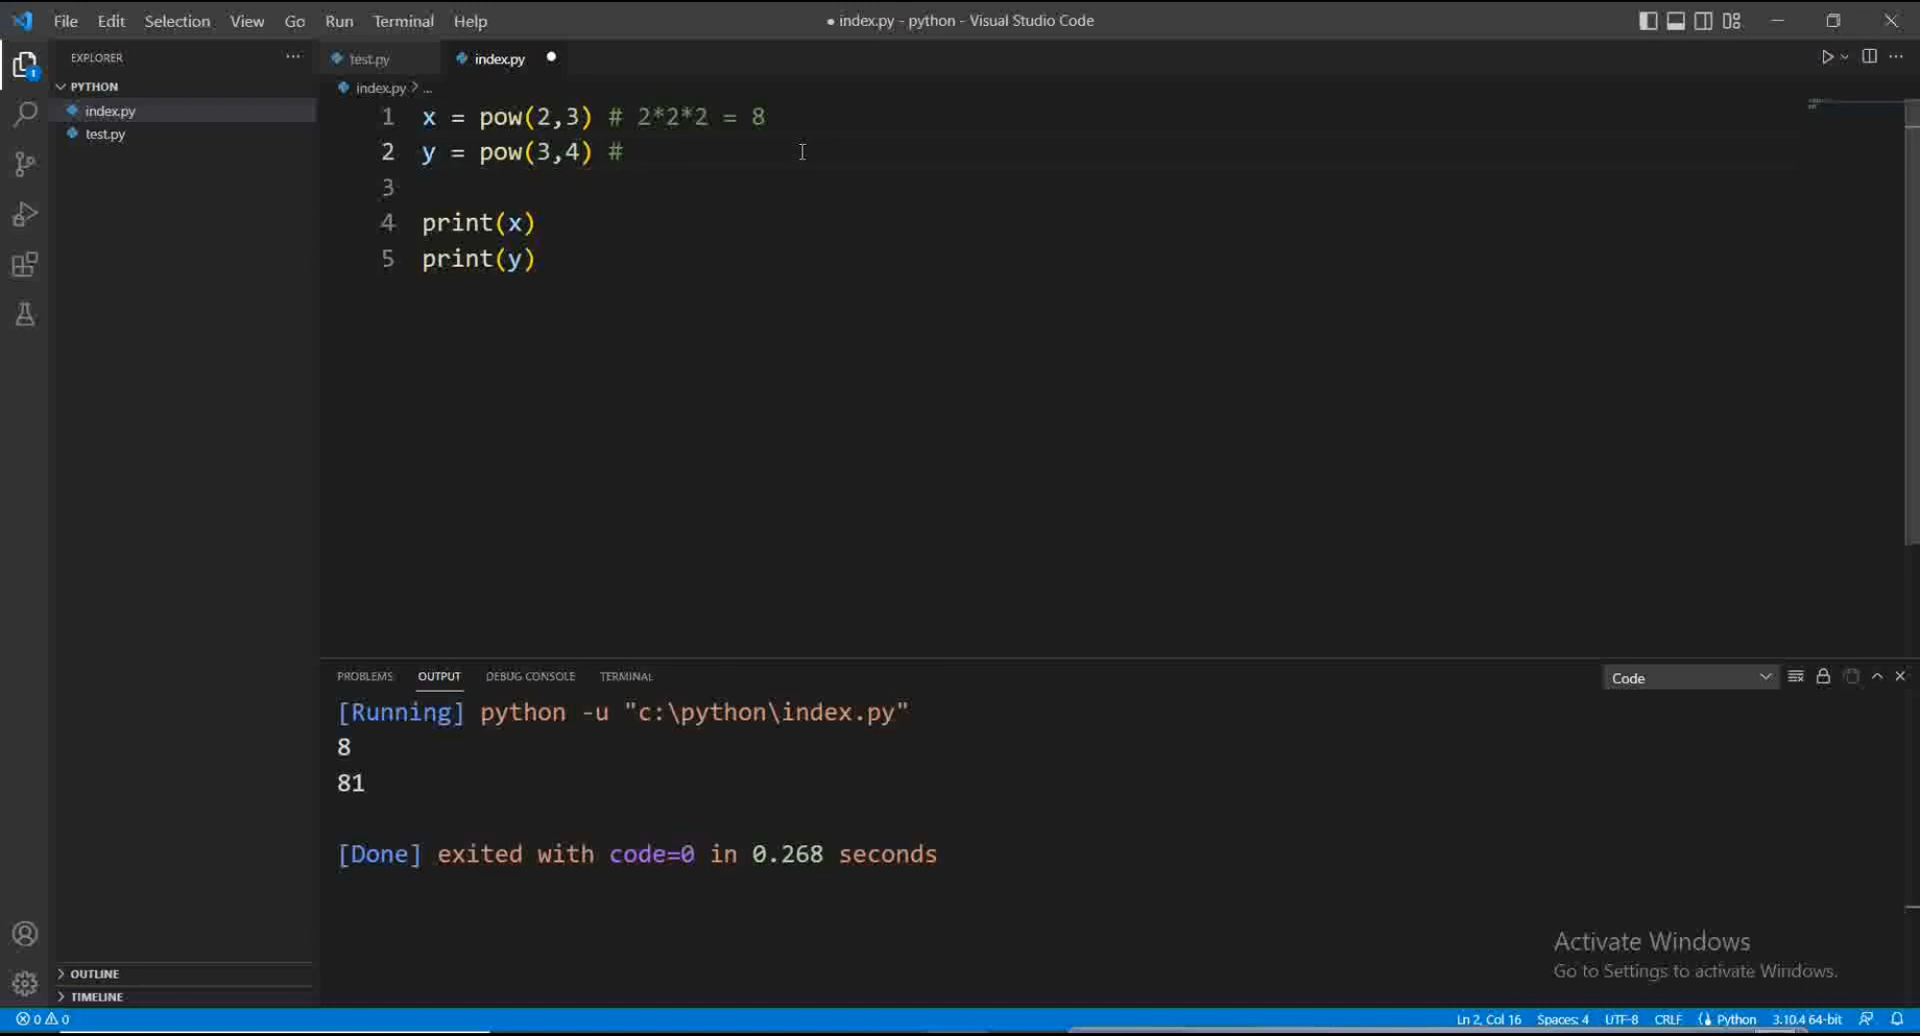 File Edit Selection View Go Run Terminal Help
● index.py - python - Visual Studio Code
EXPLORER ...
test.py
index.py ●
1
PYTHON
index.py
test.py
index.py > ...
1 x = pow(2,3) # 2*2*2 = 8
2 y = pow(3,4) #
3
4 print(x)
5 print(y)
PROBLEMS OUTPUT DEBUG CONSOLE TERMINAL
Code
[Running] python -u "c:\python\index.py"
8
81
[Done] exited with code=0 in 0.268 seconds
Activate Windows
Go to Settings to activate Windows.
OUTLINE
TIMELINE
0 0
Ln 2, Col 16 Spaces: 4 UTF-8 CRLF Python 3.10.4 64-bit